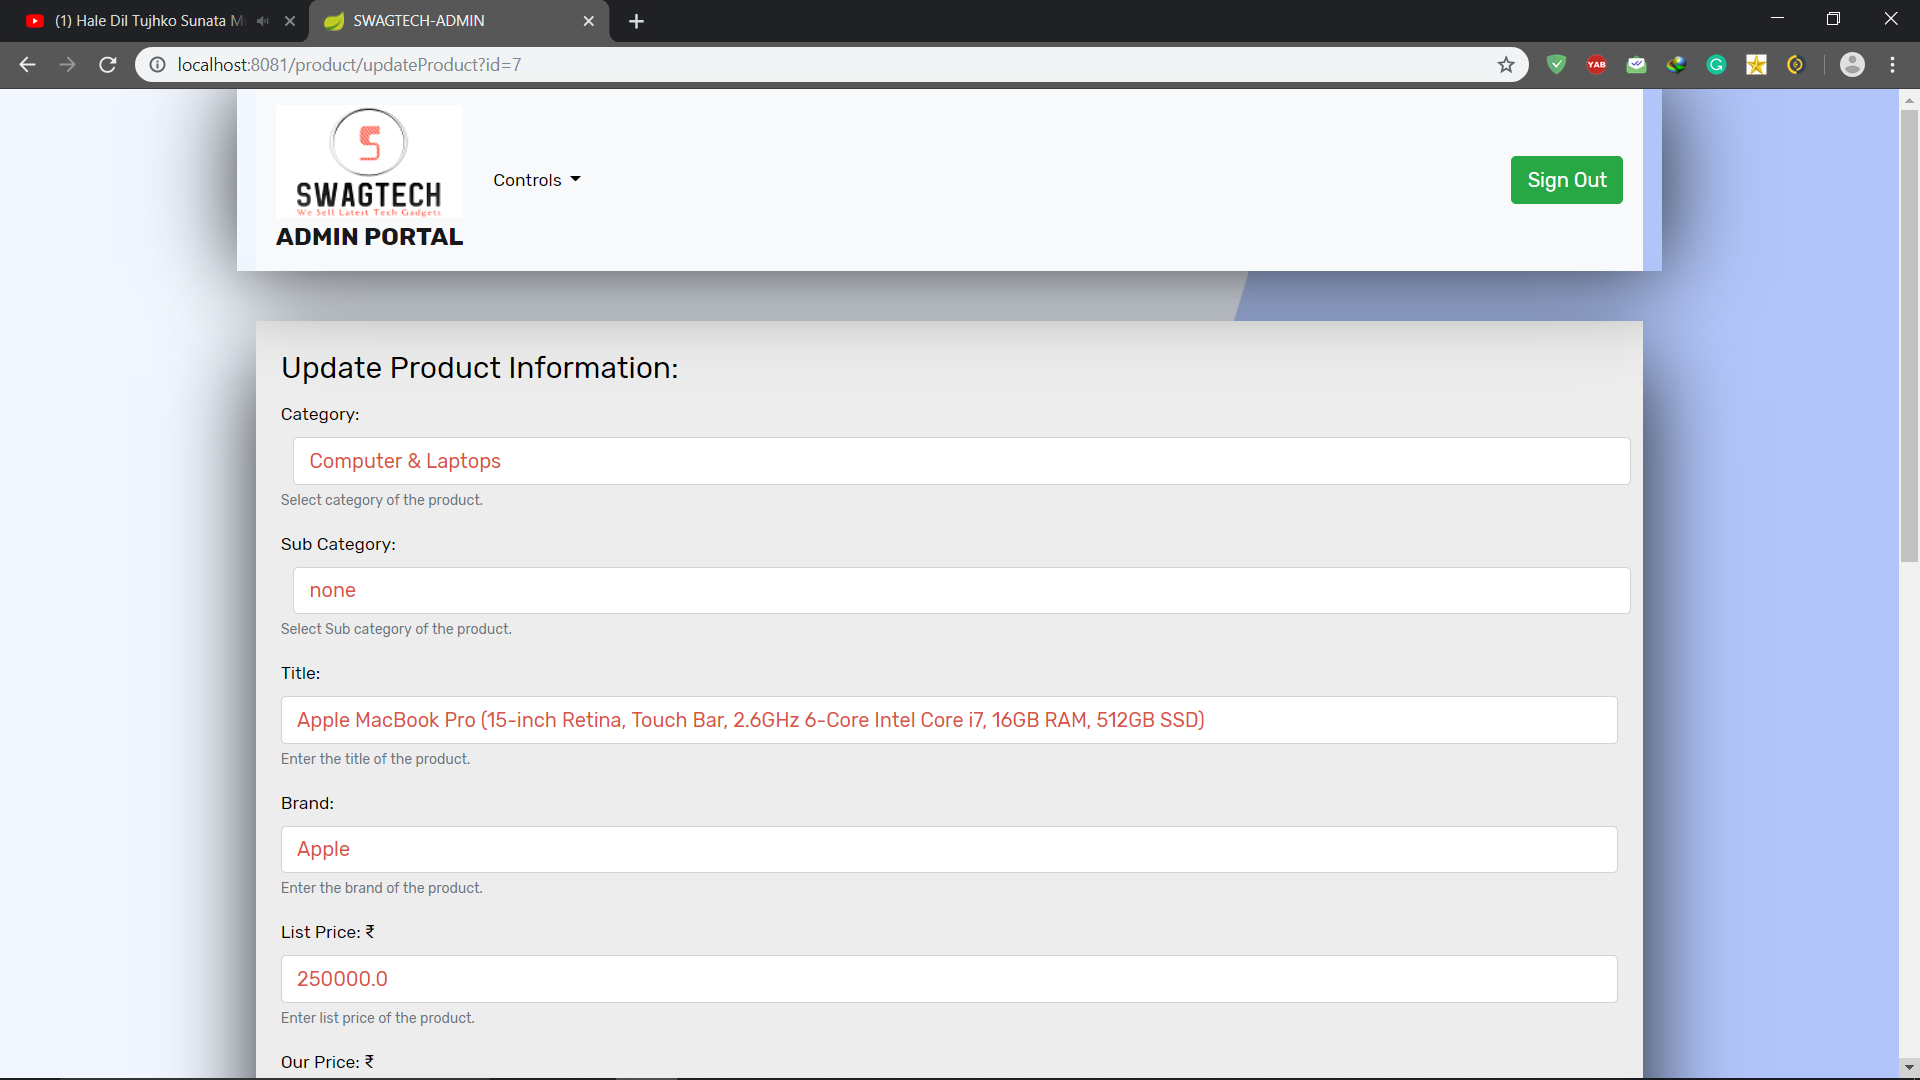 (1) Hale Dil Tujhko Sunata M
SWAGTECH-ADMIN
localhost:8081/product/updateProduct?id=7
YAB
G
S
SWAGTECH
We Sell Latest Tech Gadgets
ADMIN PORTAL
Controls
Sign Out
Update Product Information:
Category:
Computer & Laptops
Select category of the product.
Sub Category:
none
Select Sub category of the product.
Title:
Apple MacBook Pro (15-inch Retina, Touch Bar, 2.6GHz 6-Core Intel Core i7, 16GB RAM, 512GB SSD)
Enter the title of the product.
Brand:
Apple
Enter the brand of the product.
List Price: ₹
250000.0
Enter list price of the product.
Our Price: ₹